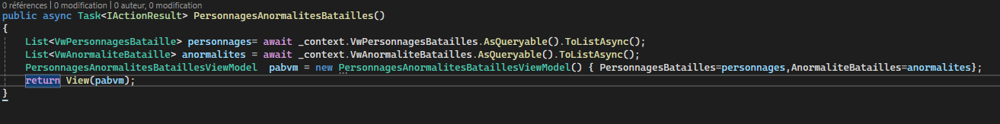 0 références | 0 modification | 0 auteur, 0 modification
public async Task<IActionResult> PersonnagesAnormalitesBatailles()
{
List<VwPersonnagesBataille> personnages= await _context.VwPersonnagesBatailles.AsQueryable().ToListAsync();
List<VwAnormaliteBataille> anormalites = await _context.VwAnormaliteBatailles.AsQueryable().ToListAsync();
PersonnagesAnormalitesBataillesViewModel  pabvm = new PersonnagesAnormalitesBataillesViewModel() { PersonnagesBatailles=personnages,AnormaliteBatailles=anormalites};
return View(pabvm);
}